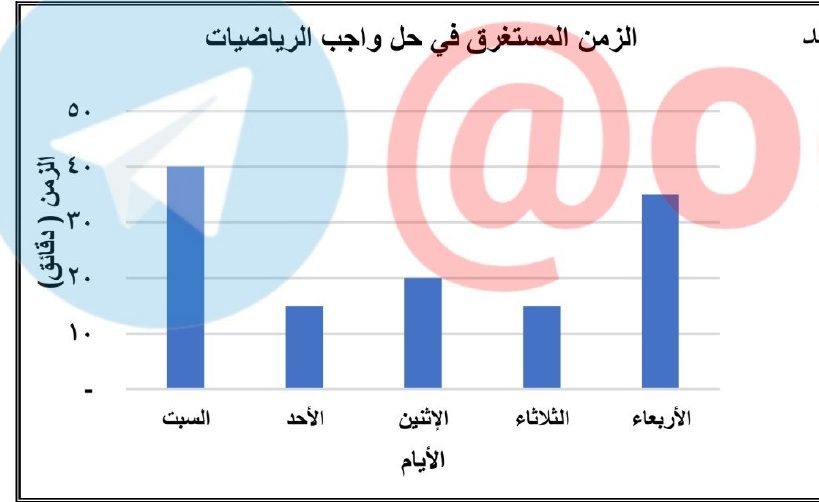 الزمن المستغرق في حل واجب الرياضيات
@o
الزمن ( دقائق)
٥٠
٤٠
٣٠
٢٠
١٠
-
السبت الأحد الإثنين الثلاثاء الأربعاء
الأيام